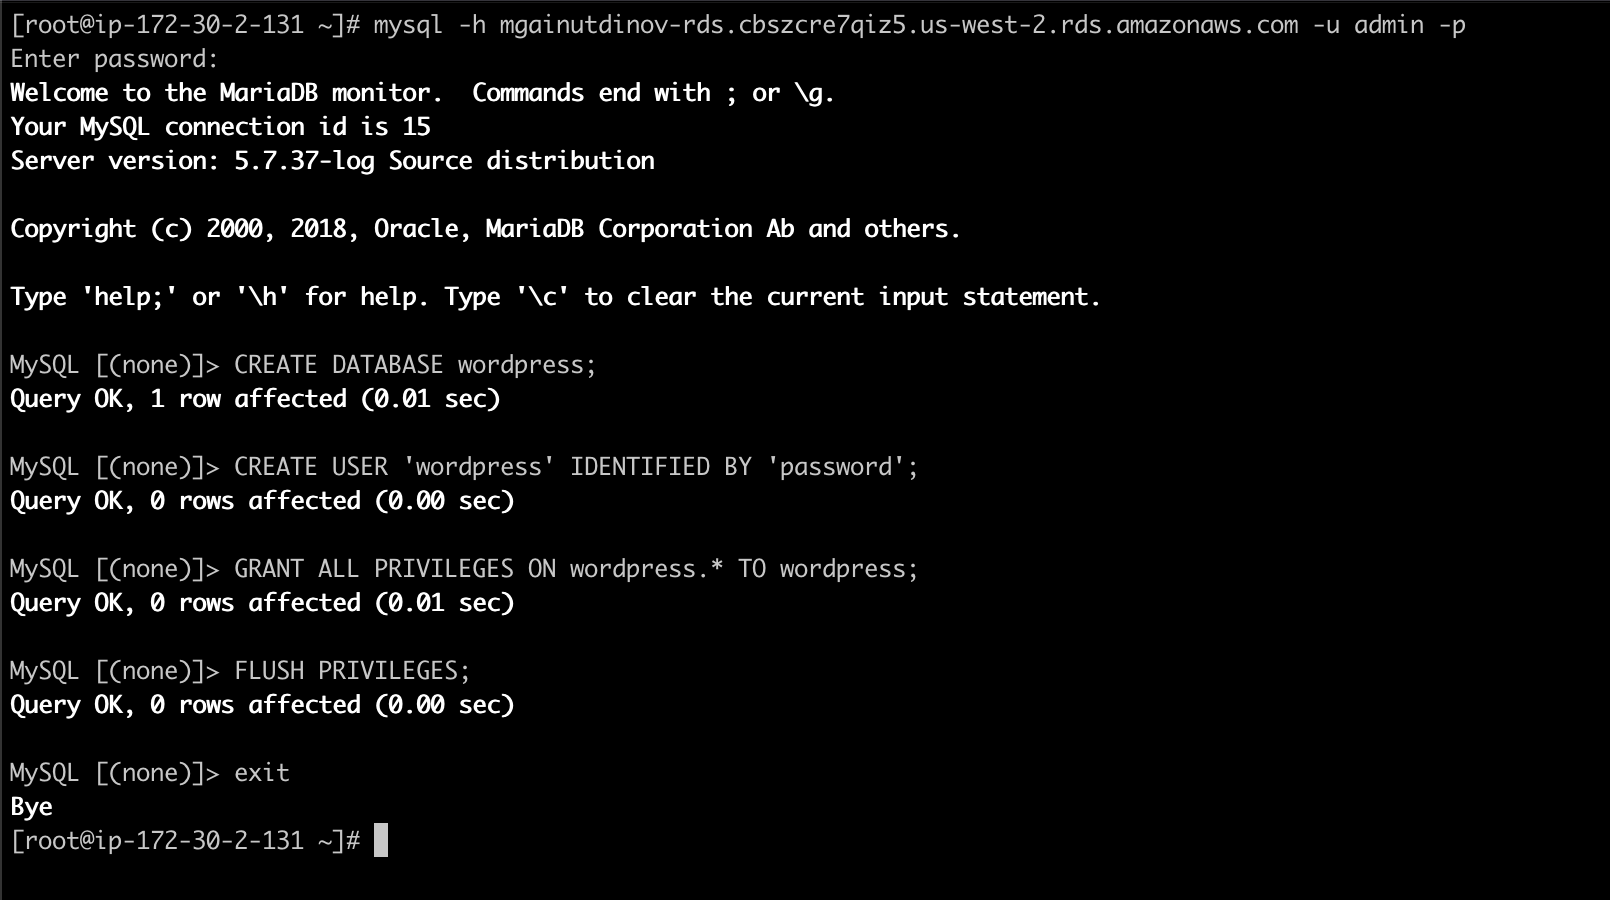 [root@ip-172-30-2-131 ~]# mysql -h mgainutdinov-rds.cbszcre7qiz5.us-west-2.rds.amazonaws.com -u admin -p
Enter password:
Welcome to the MariaDB monitor.  Commands end with ; or \g.
Your MySQL connection id is 15
Server version: 5.7.37-log Source distribution
Copyright (c) 2000, 2018, Oracle, MariaDB Corporation Ab and others.
Type 'help;' or '\h' for help. Type '\c' to clear the current input statement.
MySQL [(none)]> CREATE DATABASE wordpress;
Query OK, 1 row affected (0.01 sec)
MySQL [(none)]> CREATE USER 'wordpress' IDENTIFIED BY 'password';
Query OK, 0 rows affected (0.00 sec)
MySQL [(none)]> GRANT ALL PRIVILEGES ON wordpress.* TO wordpress;
Query OK, 0 rows affected (0.01 sec)
MySQL [(none)]> FLUSH PRIVILEGES;
Query OK, 0 rows affected (0.00 sec)
MySQL [(none)]> exit
Bye
[root@ip-172-30-2-131 ~]#